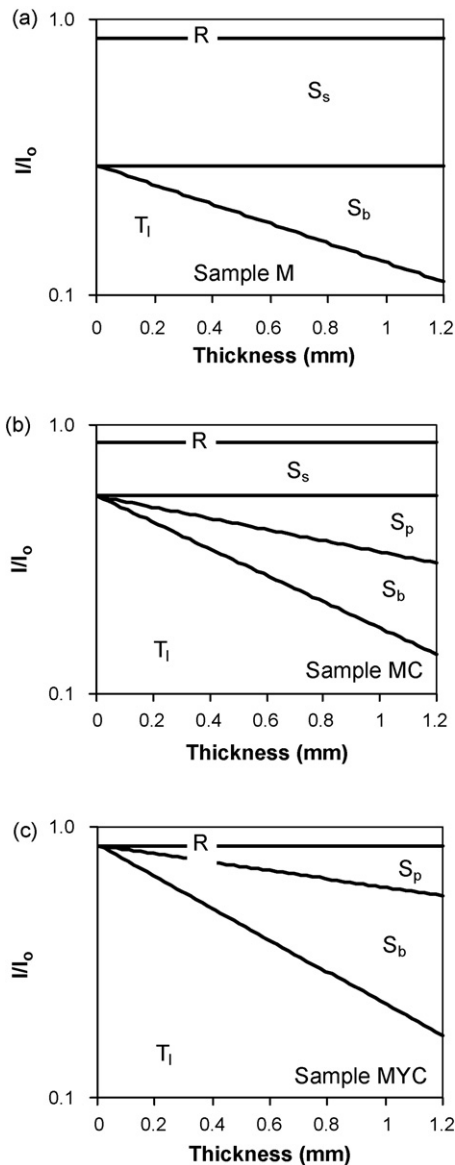 (a)
1.0
R
Sₛ
I/Iₒ
S_b
Tₗ
Sample M
0.1
0 0.2 0.4 0.6 0.8 1 1.2
Thickness (mm)
(b)
1.0
R
Sₛ
Sₚ
I/Iₒ
S_b
Tₗ
Sample MC
0.1
0 0.2 0.4 0.6 0.8 1 1.2
Thickness (mm)
(c)
1.0
R
Sₚ
I/Iₒ
S_b
Tₗ
Sample MYC
0.1
0 0.2 0.4 0.6 0.8 1 1.2
Thickness (mm)